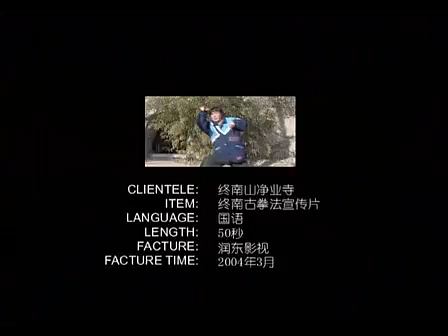 CLIENTELE: 终南山净业寺
ITEM: 终南古拳法宣传片
LANGUAGE: 国语
LENGTH: 50秒
FACTURE: 润东影视
FACTURE TIME: 2004年3月